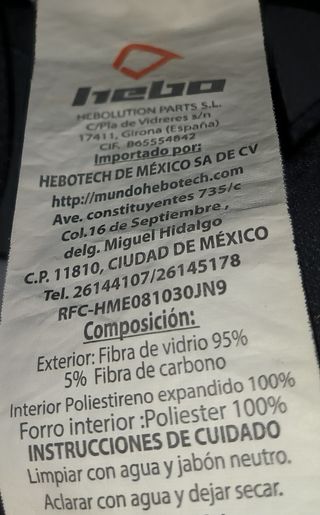 hebo
HEBOLUTION PARTS S.L.
C/Pla de Vidreres s/n
17411, Girona (España)
CIF. B65554842
Importado por:
HEBOTECH DE MÉXICO SA DE CV
http://mundohebotech.com
Ave. constituyentes 735/c
Col.16 de Septiembre ,
delg. Miguel Hidalgo
C.P. 11810, CIUDAD DE MÉXICO
Tel. 26144107/26145178
RFC-HME081030JN9
Composición:
Exterior: Fibra de vidrio 95%
5% Fibra de carbono
Interior Poliestireno expandido 100%
Forro interior :Poliester 100%
INSTRUCCIONES DE CUIDADO
Limpiar con agua y jabón neutro.
Aclarar con agua y dejar secar.